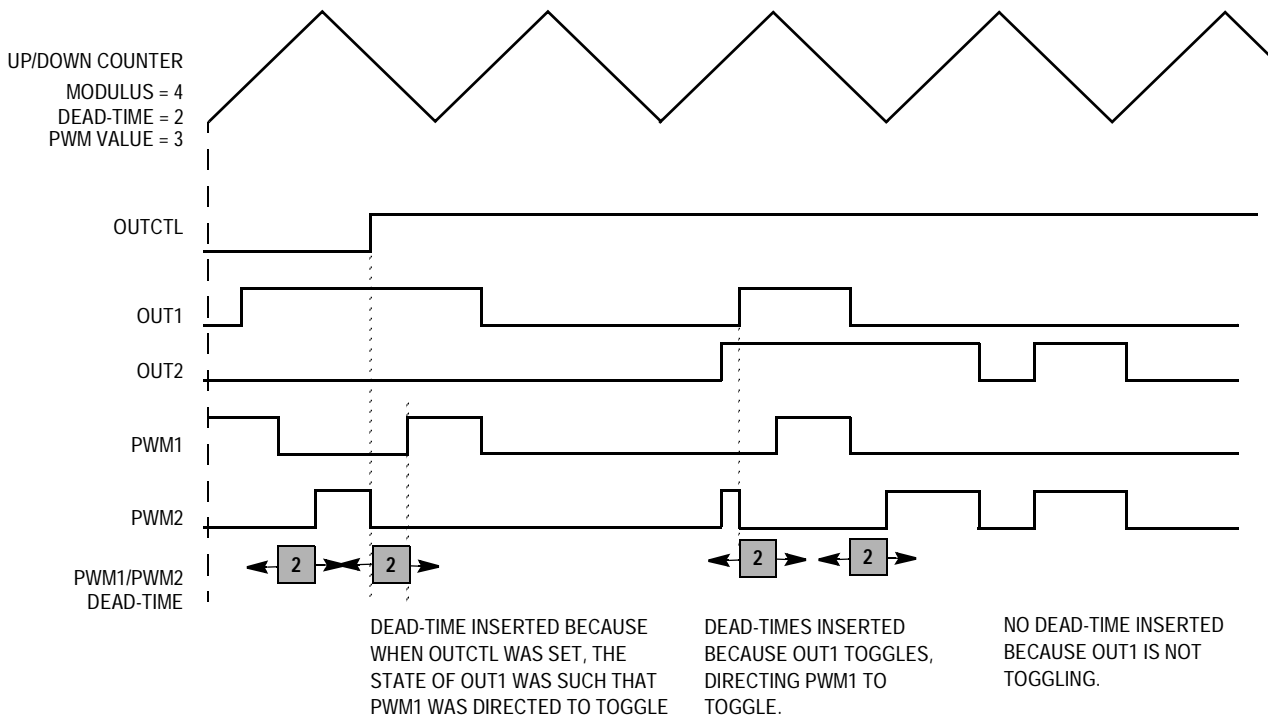 UP/DOWN COUNTER
MODULUS = 4
DEAD-TIME = 2
PWM VALUE = 3
OUTCTL
OUT1
OUT2
PWM1
PWM2
PWM1/PWM2
DEAD-TIME
2
2
2
2
DEAD-TIME INSERTED BECAUSE
WHEN OUTCTL WAS SET, THE
STATE OF OUT1 WAS SUCH THAT
PWM1 WAS DIRECTED TO TOGGLE
DEAD-TIMES INSERTED
BECAUSE OUT1 TOGGLES,
DIRECTING PWM1 TO
TOGGLE.
NO DEAD-TIME INSERTED
BECAUSE OUT1 IS NOT
TOGGLING.